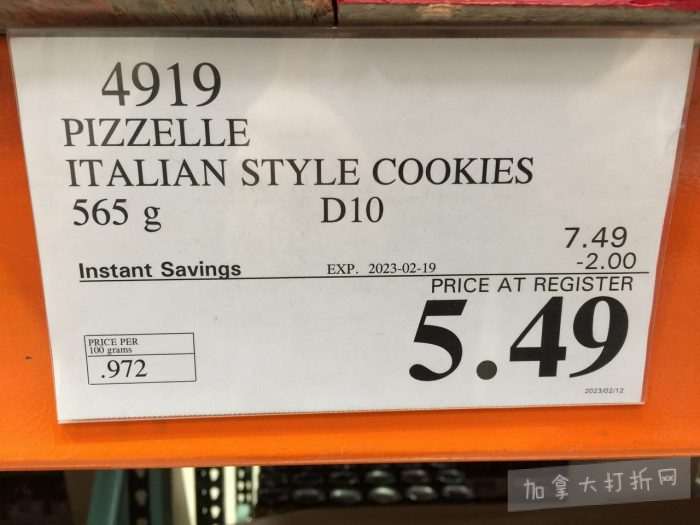 4919
PIZZELLE
ITALIAN STYLE COOKIES
565 g D10
7.49
Instant Savings EXP. 2023-02-19 -2.00
PRICE AT REGISTER
5.49
PRICE PER
100 grams
.972
2023/02/12
加拿大打折网